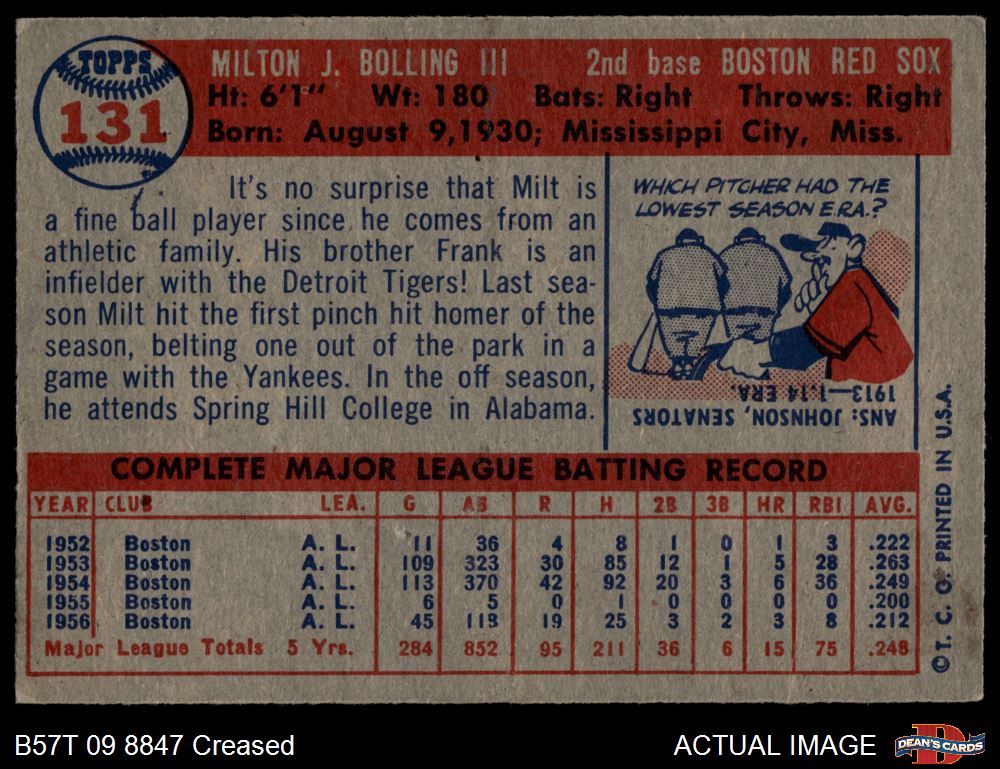 TOPPS
131
MILTON J. BOLLING III 2nd base BOSTON RED SOX
Ht: 6'1" Wt: 180 Bats: Right Throws: Right
Born: August 9, 1930; Mississippi City, Miss.
It's no surprise that Milt is
a fine ball player since he comes from an
athletic family. His brother Frank is an
infielder with the Detroit Tigers! Last sea-
son Milt hit the first pinch hit homer of the
season, belting one out of the park in a
game with the Yankees. In the off season,
he attends Spring Hill College in Alabama.
WHICH PITCHER HAD THE
LOWEST SEASON E.R.A.?
ANS: JOHNSON, SENATORS
1913—1.14 ERA.
COMPLETE MAJOR LEAGUE BATTING RECORD
YEAR CLUB LEA. G AB R H 2B 3B HR RBI AVG.
1952 Boston A. L. 11 36 4 8 1 0 1 3 .222
1953 Boston A. L. 109 323 30 85 12 1 5 28 .263
1954 Boston A. L. 113 370 42 92 20 3 6 36 .249
1955 Boston A. L. 6 5 0 1 0 0 0 0 .200
1956 Boston A. L. 45 118 19 25 3 2 3 8 .212
Major League Totals 5 Yrs. 284 852 95 211 36 6 15 75 .248
© T. C. G. PRINTED IN U.S.A.
B57T 09 8847 Creased
ACTUAL IMAGE
DEAN'S CARDS